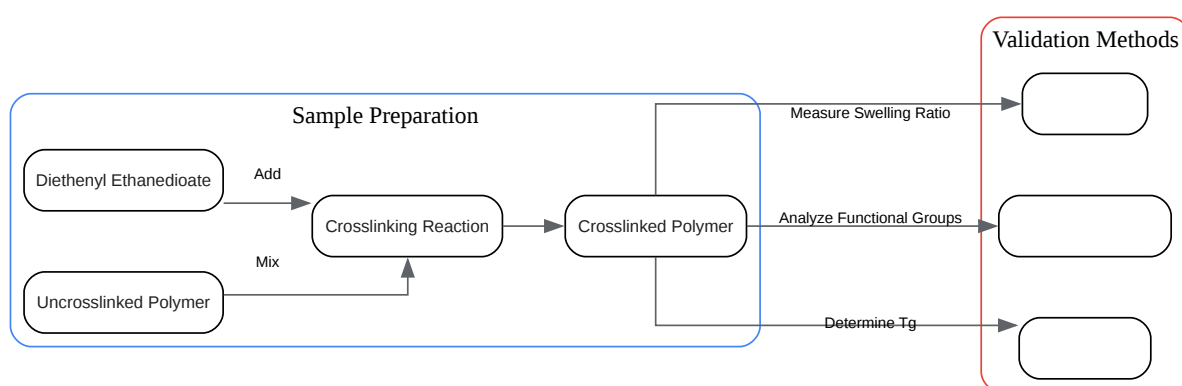 Validation Methods
Sample Preparation
Measure Swelling Ratio
Diethenyl Ethanedioate
Add
Crosslinking Reaction
Crosslinked Polymer
Analyze Functional Groups
Mix
Uncrosslinked Polymer
Determine Tg